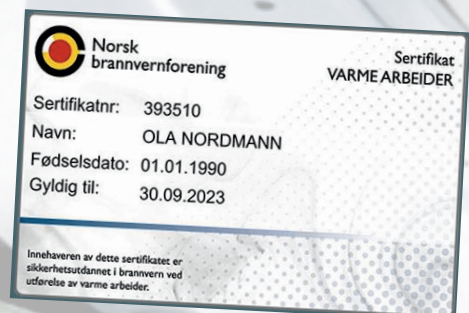 Norsk
brannvernforening
Sertifikat
VARME ARBEIDER
Sertifikatnr: 393510
Navn: OLA NORDMANN
Fødselsdato: 01.01.1990
Gyldig til: 30.09.2023
Innehaveren av dette sertifikatet er
sikkerhetsutdannet i brannvern ved
utførelse av varme arbeider.